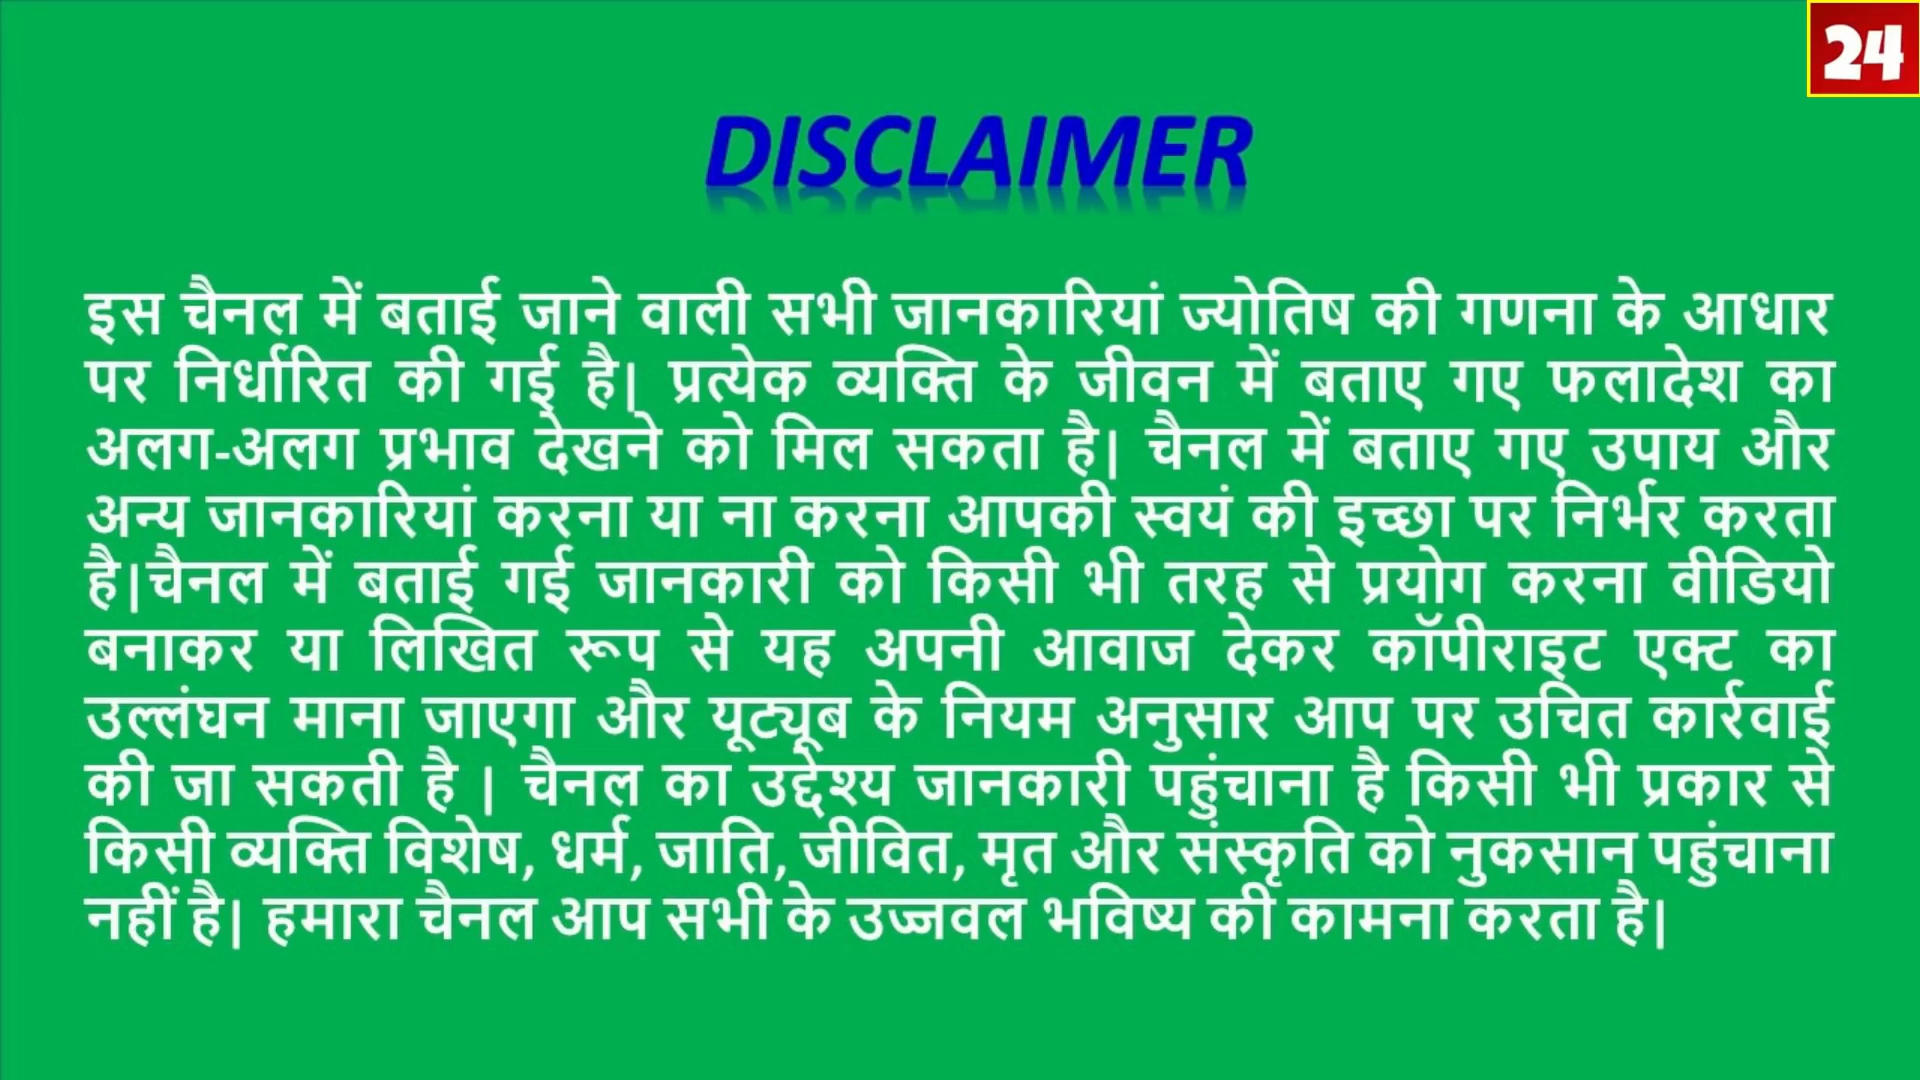 24
DISCLAIMER
इस चैनल में बताई जाने वाली सभी जानकारियां ज्योतिष की गणना के आधार
पर निर्धारित की गई है| प्रत्येक व्यक्ति के जीवन में बताए गए फलादेश का
अलग-अलग प्रभाव देखने को मिल सकता है| चैनल में बताए गए उपाय और
अन्य जानकारियां करना या ना करना आपकी स्वयं की इच्छा पर निर्भर करता
है|चैनल में बताई गई जानकारी को किसी भी तरह से प्रयोग करना वीडियो
बनाकर या लिखित रूप से यह अपनी आवाज देकर कॉपीराइट एक्ट का
उल्लंघन माना जाएगा और यूट्यूब के नियम अनुसार आप पर उचित कार्रवाई
की जा सकती है | चैनल का उद्देश्य जानकारी पहुंचाना है किसी भी प्रकार से
किसी व्यक्ति विशेष, धर्म, जाति, जीवित, मृत और संस्कृति को नुकसान पहुंचाना
नहीं है| हमारा चैनल आप सभी के उज्जवल भविष्य की कामना करता है|